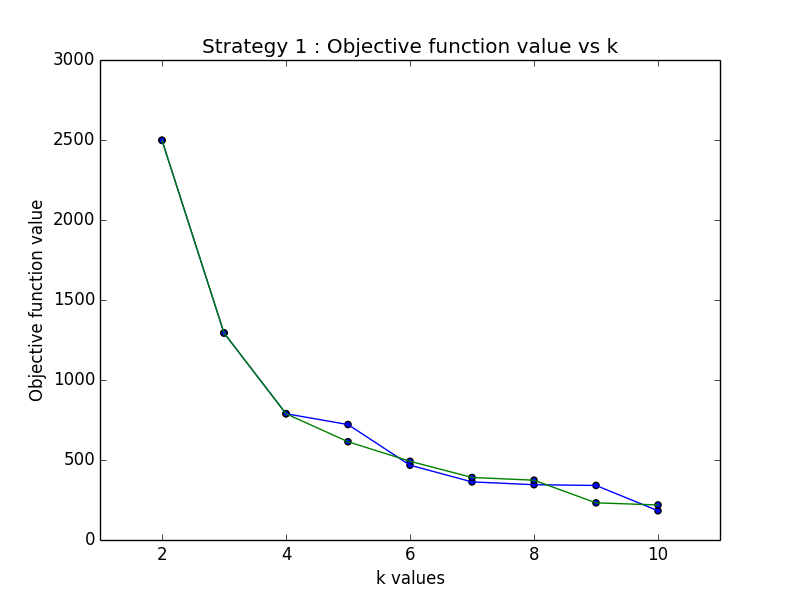 Strategy 1 : Objective function value vs k
3000
2500
2000
1500
1000
500
0
Objective function value
2 4 6 8 10
k values